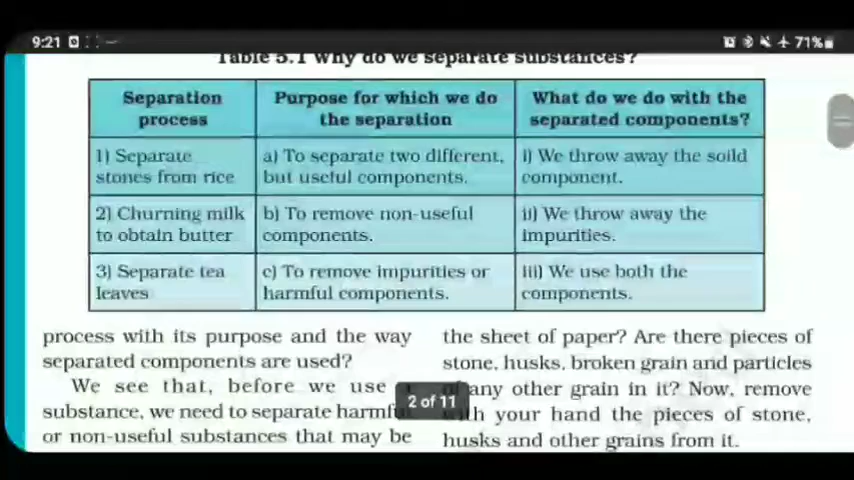 9:21
71%
Table 5.1 Why do we separate substances?
Separation process
Purpose for which we do the separation
What do we do with the separated components?
1) Separate stones from rice
a) To separate two different, but useful components.
i) We throw away the soild component.
2) Churning milk to obtain butter
b) To remove non-useful components.
ii) We throw away the impurities.
3) Separate tea leaves
c) To remove impurities or harmful components.
iii) We use both the components.
process with its purpose and the way
separated components are used?
We see that, before we use
substance, we need to separate harmf
or non-useful substances that may be
the sheet of paper? Are there pieces of
stone, husks, broken grain and particles
any other grain in it? Now, remove
with your hand the pieces of stone,
husks and other grains from it.
2 of 11